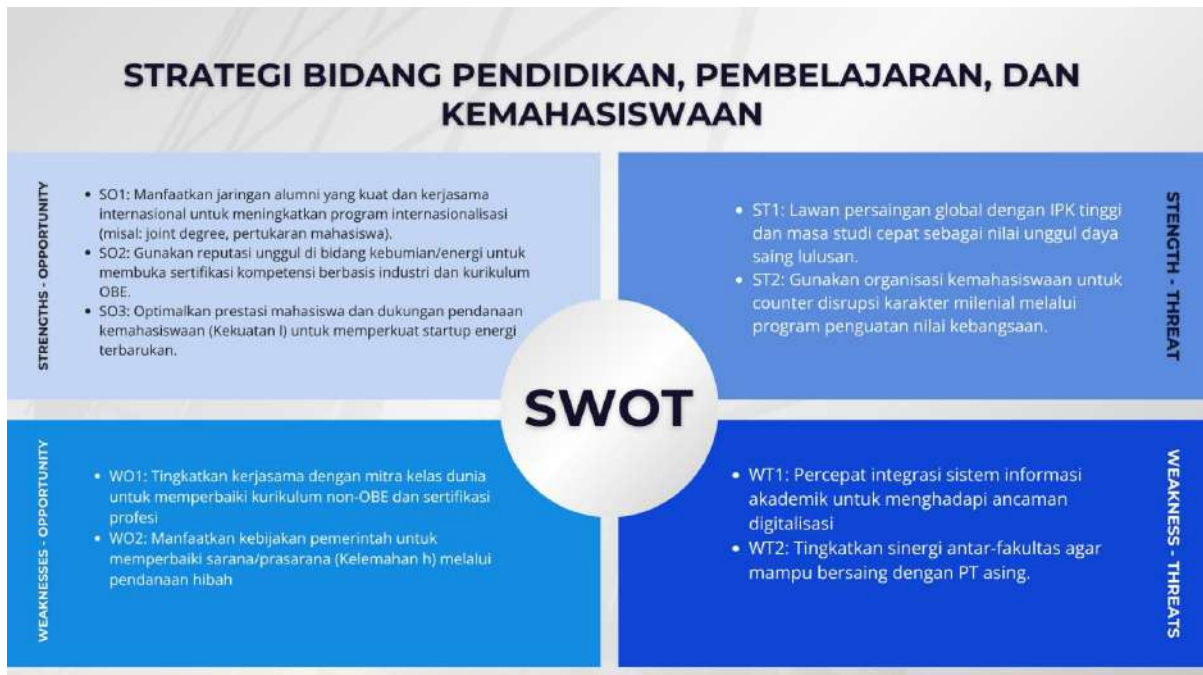 STRATEGI BIDANG PENDIDIKAN, PEMBELAJARAN, DAN
KEMAHASISWAAN
STRENGTHS - OPPORTUNITY
• SO1: Manfaatkan jaringan alumni yang kuat dan kerjasama
internasional untuk meningkatkan program internasionalisasi
(misal: joint degree, pertukaran mahasiswa).
• SO2: Gunakan reputasi unggul di bidang kebumian/energi untuk
membuka sertifikasi kompetensi berbasis industri dan kurikulum
OBE.
• SO3: Optimalkan prestasi mahasiswa dan dukungan pendanaan
kemahasiswaan (Kekuatan l) untuk memperkuat startup energi
terbarukan.
• ST1: Lawan persaingan global dengan IPK tinggi
dan masa studi cepat sebagai nilai unggul daya
saing lulusan.
• ST2: Gunakan organisasi kemahasiswaan untuk
counter disrupsi karakter milenial melalui
program penguatan nilai kebangsaan.
STENGTH - THREAT
SWOT
WEAKNESSES - OPPORTUNITY
• WO1: Tingkatkan kerjasama dengan mitra kelas dunia
untuk memperbaiki kurikulum non-OBE dan sertifikasi
profesi
• WO2: Manfaatkan kebijakan pemerintah untuk
memperbaiki sarana/prasarana (Kelemahan h) melalui
pendanaan hibah
• WT1: Percepat integrasi sistem informasi
akademik untuk menghadapi ancaman
digitalisasi
• WT2: Tingkatkan sinergi antar-fakultas agar
mampu bersaing dengan PT asing.
WEAKNESS - THREATS